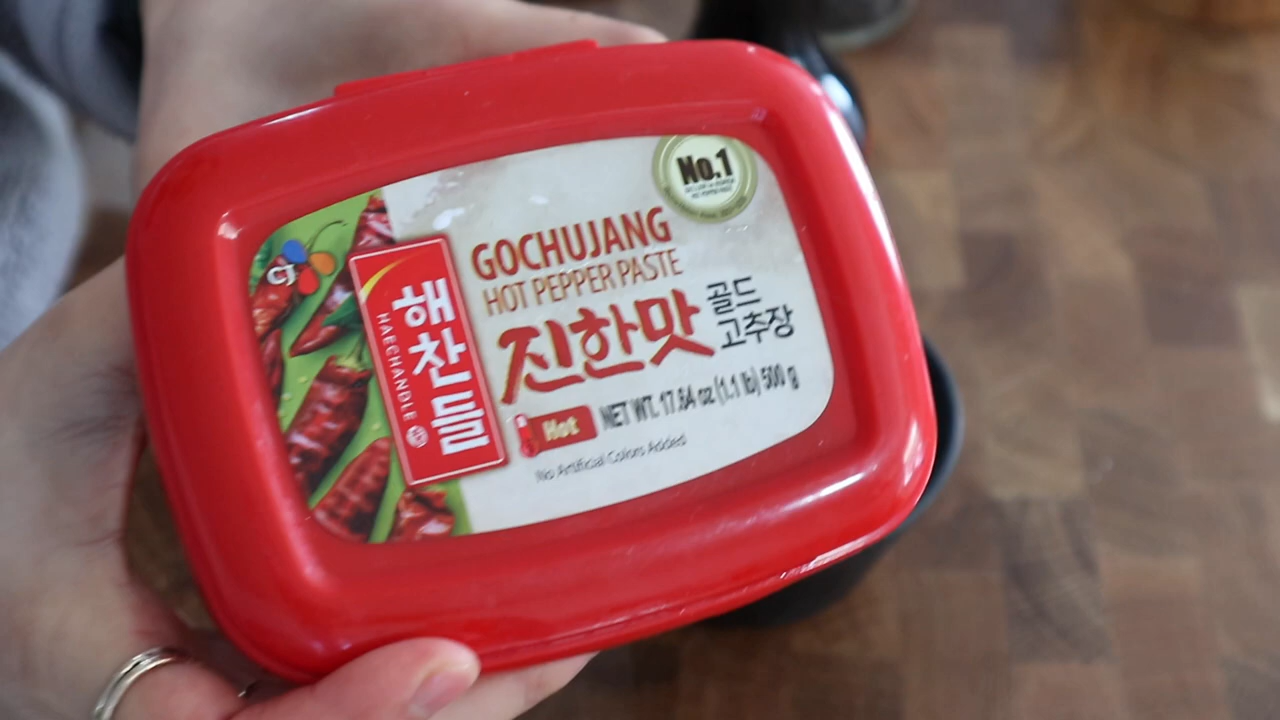 No.1
CJ
해찬들
HAECHANDLE
GOCHUJANG
HOT PEPPER PASTE
진한맛
골드
고추장
Hot
NET WT. 17.64 oz (1.1 lb) 500 g
No Artificial Colors Added